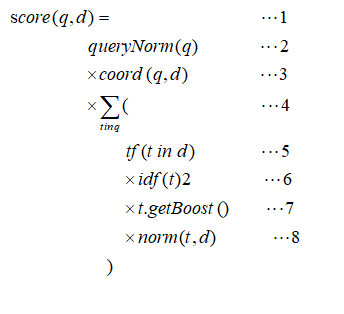 score(q,d) = ···1
queryNorm(q) ···2
×coord (q,d) ···3
×∑( ···4
tinq
tf (t in d) ···5
×idf(t)2 ···6
×t.getBoost () ···7
×norm(t,d) ···8
)